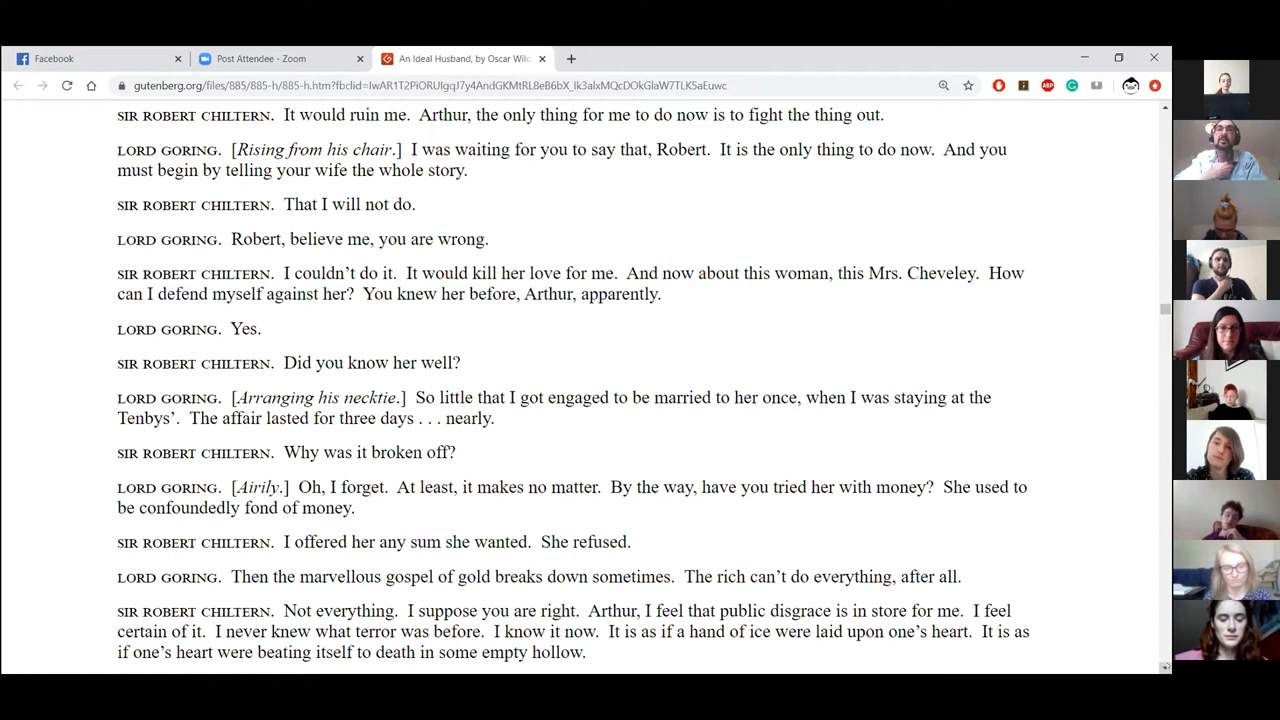 Facebook
Post Attendee - Zoom
An Ideal Husband, by Oscar Wild
gutenberg.org/files/885/885-h/885-h.htm?fbclid=
SIR ROBERT CHILTERN. It would ruin me. Arthur, the only thing for me to do now is to fight the thing out.
LORD GORING. [Rising from his chair.] I was waiting for you to say that, Robert. It is the only thing to do now. And you
must begin by telling your wife the whole story.
SIR ROBERT CHILTERN. That I will not do.
LORD GORING. Robert, believe me, you are wrong.
SIR ROBERT CHILTERN. I couldn’t do it. It would kill her love for me. And now about this woman, this Mrs. Cheveley. How
can I defend myself against her? You knew her before, Arthur, apparently.
LORD GORING. Yes.
SIR ROBERT CHILTERN. Did you know her well?
LORD GORING. [Arranging his necktie.] So little that I got engaged to be married to her once, when I was staying at the
Tenbys’. The affair lasted for three days . . . nearly.
SIR ROBERT CHILTERN. Why was it broken off?
LORD GORING. [Airily.] Oh, I forget. At least, it makes no matter. By the way, have you tried her with money? She used to
be confoundedly fond of money.
SIR ROBERT CHILTERN. I offered her any sum she wanted. She refused.
LORD GORING. Then the marvellous gospel of gold breaks down sometimes. The rich can’t do everything, after all.
SIR ROBERT CHILTERN. Not everything. I suppose you are right. Arthur, I feel that public disgrace is in store for me. I feel
certain of it. I never knew what terror was before. I know it now. It is as if a hand of ice were laid upon one’s heart. It is as
if one’s heart were beating itself to death in some empty hollow.